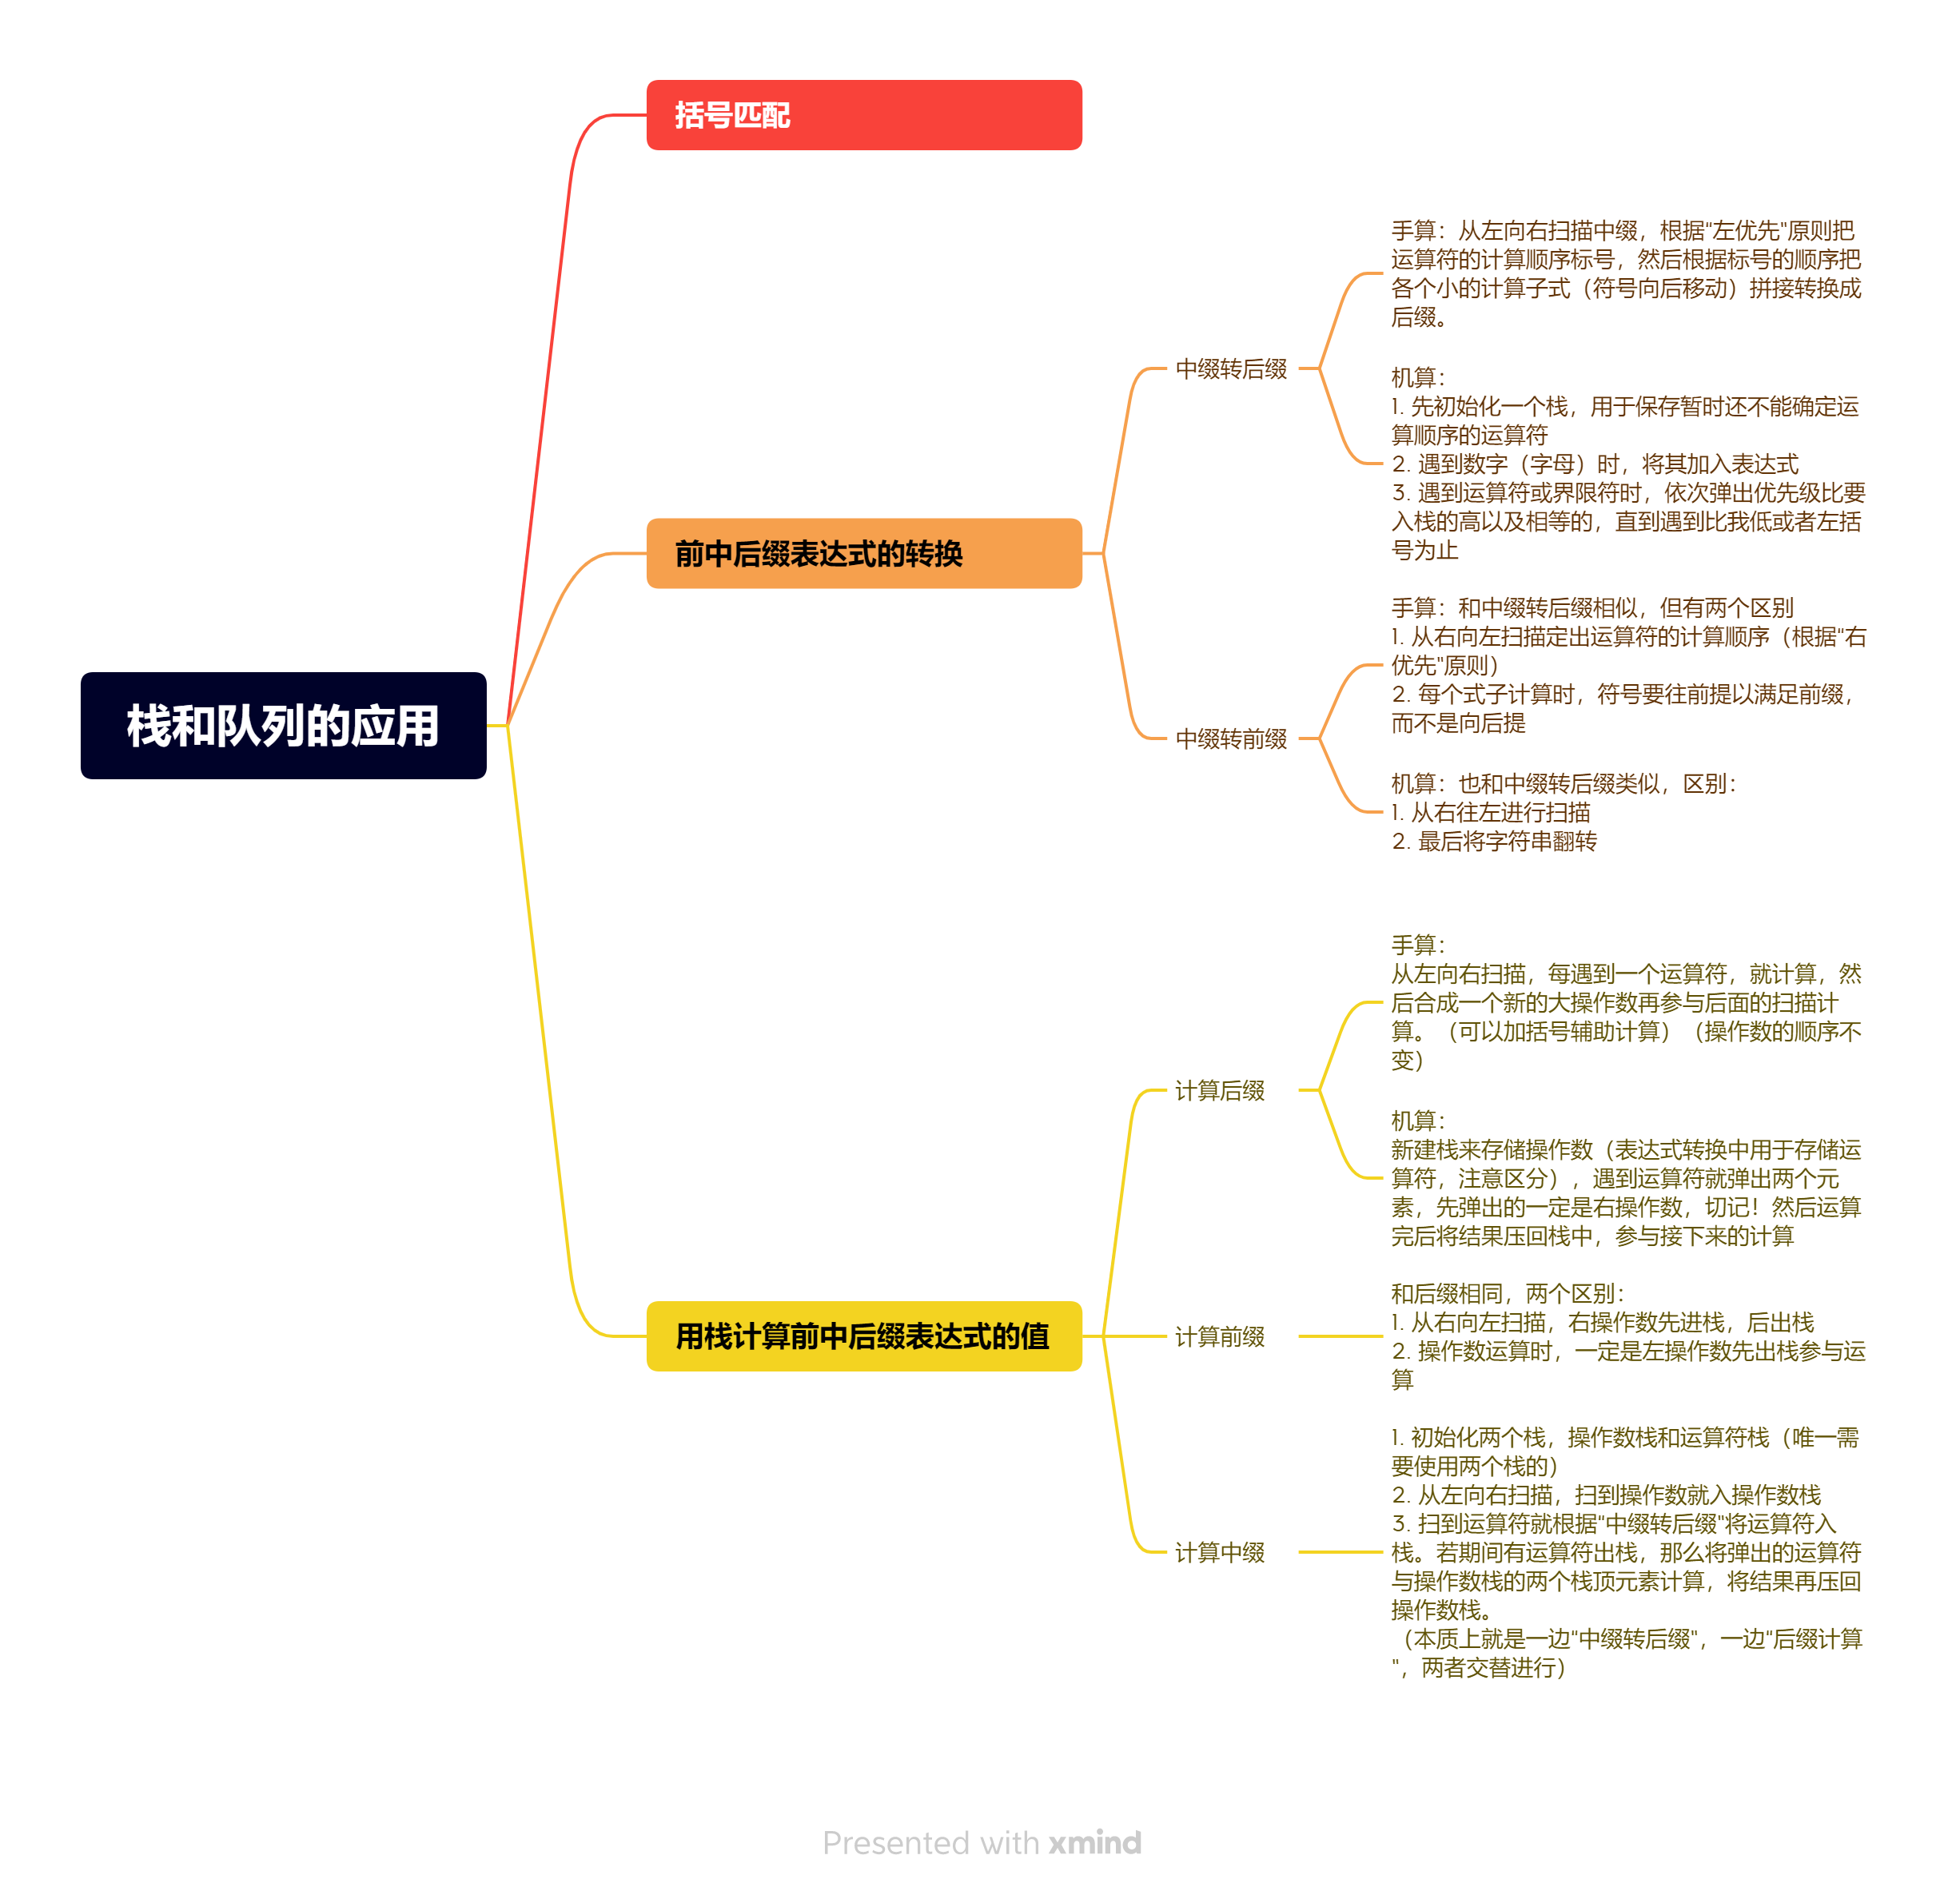 括号匹配
手算：从左向右扫描中缀，根据"左优先"原则把
运算符的计算顺序标号，然后根据标号的顺序把
各个小的计算子式（符号向后移动）拼接转换成
后缀。
中缀转后缀
机算：
1. 先初始化一个栈，用于保存暂时还不能确定运
算顺序的运算符
2. 遇到数字（字母）时，将其加入表达式
3. 遇到运算符或界限符时，依次弹出优先级比要
入栈的高以及相等的，直到遇到比我低或者左括
号为止
前中后缀表达式的转换
手算：和中缀转后缀相似，但有两个区别
1. 从右向左扫描定出运算符的计算顺序（根据"右
优先"原则）
2. 每个式子计算时，符号要往前提以满足前缀，
而不是向后提
中缀转前缀
机算：也和中缀转后缀类似，区别：
1. 从右往左进行扫描
2. 最后将字符串翻转
栈和队列的应用
手算：
从左向右扫描，每遇到一个运算符，就计算，然
后合成一个新的大操作数再参与后面的扫描计
算。（可以加括号辅助计算）（操作数的顺序不
变）
计算后缀
机算：
新建栈来存储操作数（表达式转换中用于存储运
算符，注意区分），遇到运算符就弹出两个元
素，先弹出的一定是右操作数，切记！然后运算
完后将结果压回栈中，参与接下来的计算
用栈计算前中后缀表达式的值
计算前缀
和后缀相同，两个区别：
1. 从右向左扫描，右操作数先进栈，后出栈
2. 操作数运算时，一定是左操作数先出栈参与运
算
计算中缀
1. 初始化两个栈，操作数栈和运算符栈（唯一需
要使用两个栈的）
2. 从左向右扫描，扫到操作数就入操作数栈
3. 扫到运算符就根据"中缀转后缀"将运算符入
栈。若期间有运算符出栈，那么将弹出的运算符
与操作数栈的两个栈顶元素计算，将结果再压回
操作数栈。
（本质上就是一边"中缀转后缀"，一边"后缀计算
"，两者交替进行）
Presented with xmind